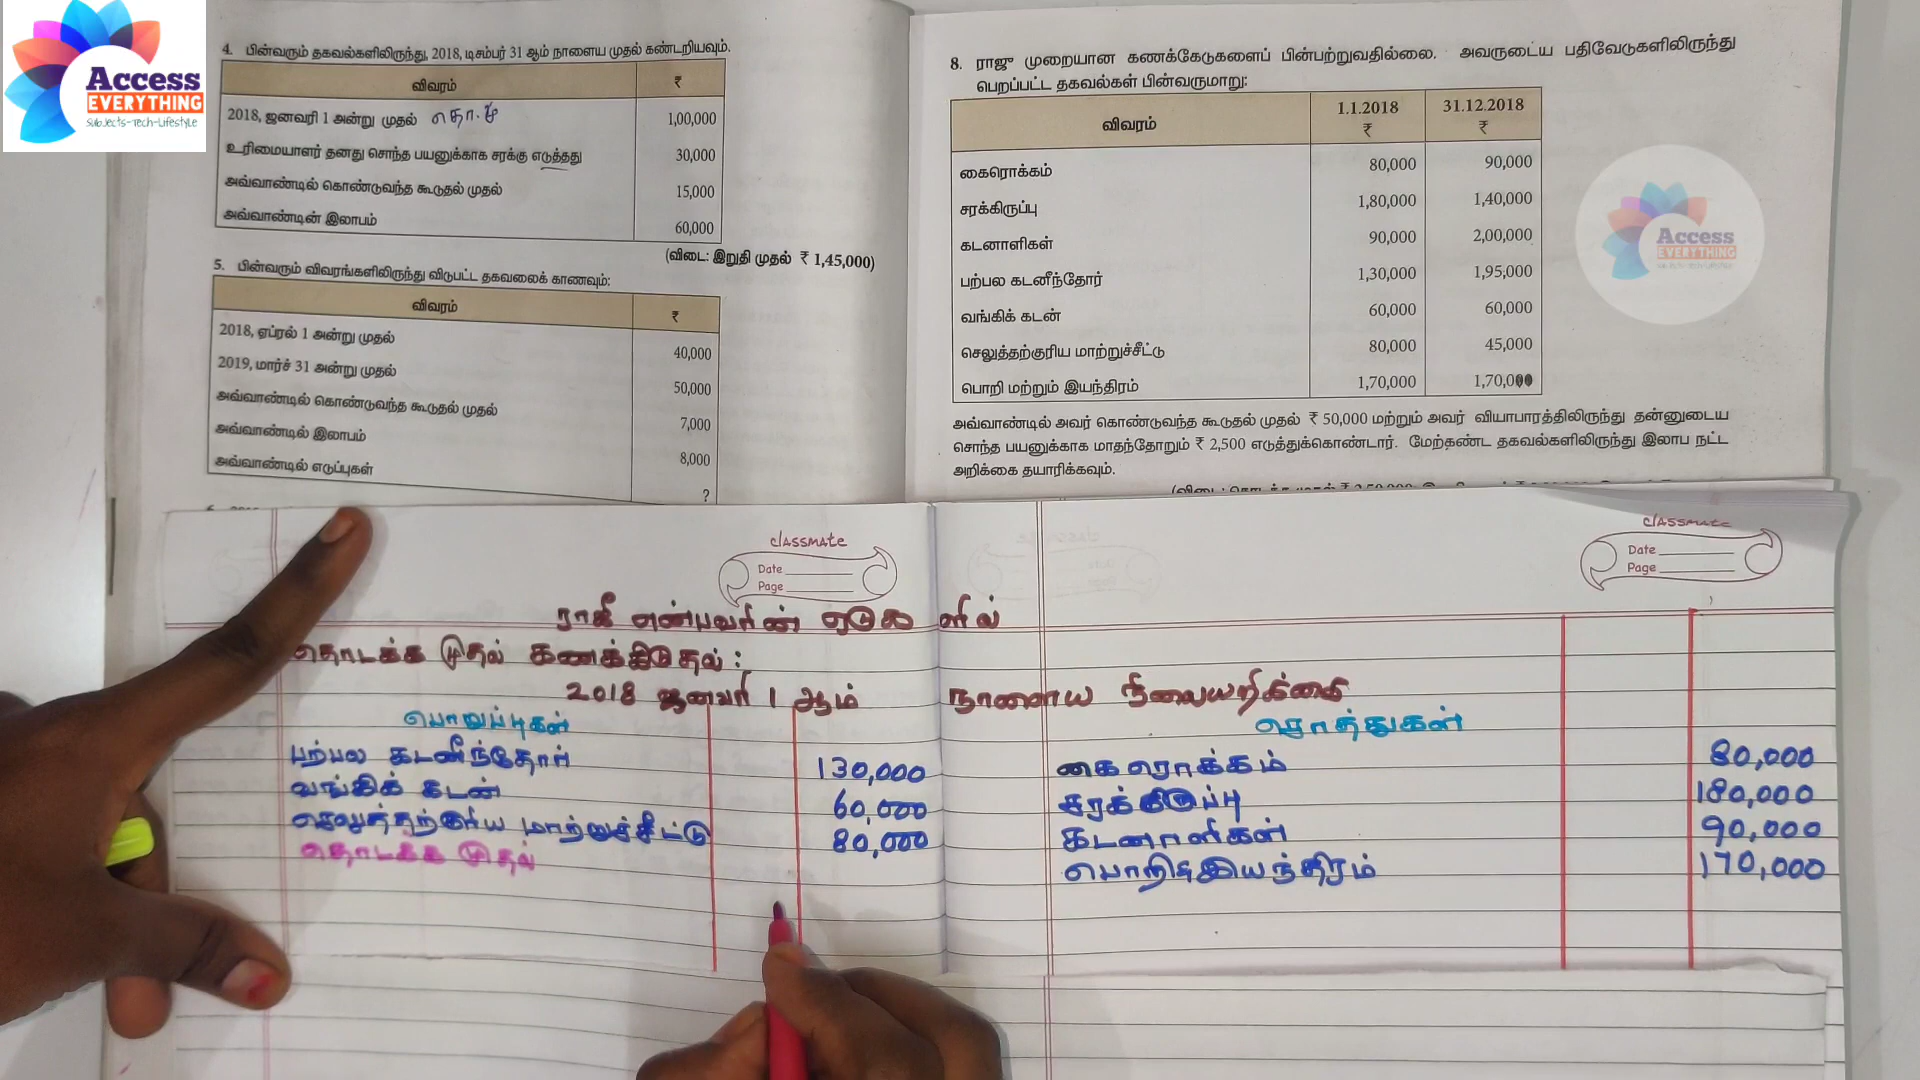 Access
EVERYTHING
Subjects-Tech-Lifestyle
4. பின்வரும் தகவல்களிலிருந்து, 2018, டிசம்பர் 31 ஆம் நாளைய முதல் கண்டறியவும்.
விவரம் ₹
2018, ஜனவரி 1 அன்று முதல் தொ.மு 1,00,000
உரிமையாளர் தனது சொந்த பயனுக்காக சரக்கு எடுத்தது 30,000
அவ்வாண்டில் கொண்டுவந்த கூடுதல் முதல் 15,000
அவ்வாண்டின் இலாபம் 60,000
(விடை: இறுதி முதல் ₹ 1,45,000)
5. பின்வரும் விவரங்களிலிருந்து விடுபட்ட தகவலைக் காணவும்:
விவரம் ₹
2018, ஏப்ரல் 1 அன்று முதல் 40,000
2019, மார்ச் 31 அன்று முதல் 50,000
அவ்வாண்டில் கொண்டுவந்த கூடுதல் முதல் 7,000
அவ்வாண்டில் இலாபம் 8,000
அவ்வாண்டில் எடுப்புகள் ?
8. ராஜு முறையான கணக்கேடுகளைப் பின்பற்றுவதில்லை. அவருடைய பதிவேடுகளிலிருந்து
பெறப்பட்ட தகவல்கள் பின்வருமாறு:
விவரம் 1.1.2018 ₹ 31.12.2018 ₹
கைரொக்கம் 80,000 90,000
சரக்கிருப்பு 1,80,000 1,40,000
கடனாளிகள் 90,000 2,00,000
பற்பல கடனீந்தோர் 1,30,000 1,95,000
வங்கிக் கடன் 60,000 60,000
செலுத்தற்குரிய மாற்றுச்சீட்டு 80,000 45,000
பொறி மற்றும் இயந்திரம் 1,70,000 1,70,000
அவ்வாண்டில் அவர் கொண்டுவந்த கூடுதல் முதல் ₹ 50,000 மற்றும் அவர் வியாபாரத்திலிருந்து தன்னுடைய
சொந்த பயனுக்காக மாதந்தோறும் ₹ 2,500 எடுத்துக்கொண்டார். மேற்கண்ட தகவல்களிலிருந்து இலாப நட்ட
அறிக்கை தயாரிக்கவும்.
Access
EVERYTHING
Subjects-Tech-Lifestyle
classmate
Date
Page
classmate
Date
Page
ராஜீ என்பவரின் ஏடுகளில்
தொடக்க முதல் கணக்கிடுதல் :
2018 ஜனவரி 1 ஆம் நாளைய நிலையறிக்கை
பொறுப்புகள் சொத்துகள்
பற்பல கடனீந்தோர் 130,000 கைரொக்கம் 80,000
வங்கிக் கடன் 60,000 சரக்கிருப்பு 180,000
செலுத்தற்குரிய மாற்றுச்சீட்டு 80,000 கடனாளிகள் 90,000
தொடக்க முதல் பொறி&இயந்திரம் 170,000